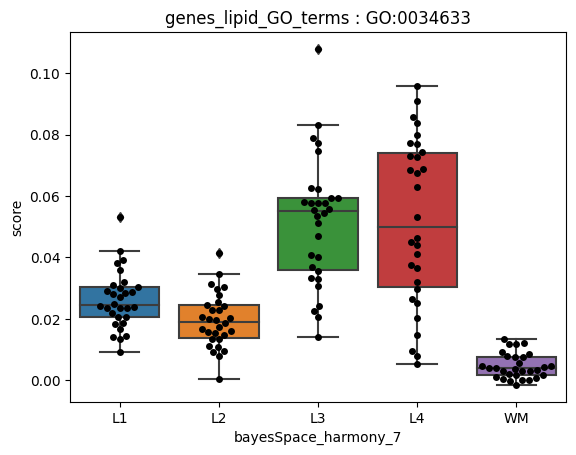 genes_lipid_GO_terms : GO:0034633
0.10
0.08
0.06
0.04
0.02
0.00
score
L1 L2 L3 L4 WM
bayesSpace_harmony_7